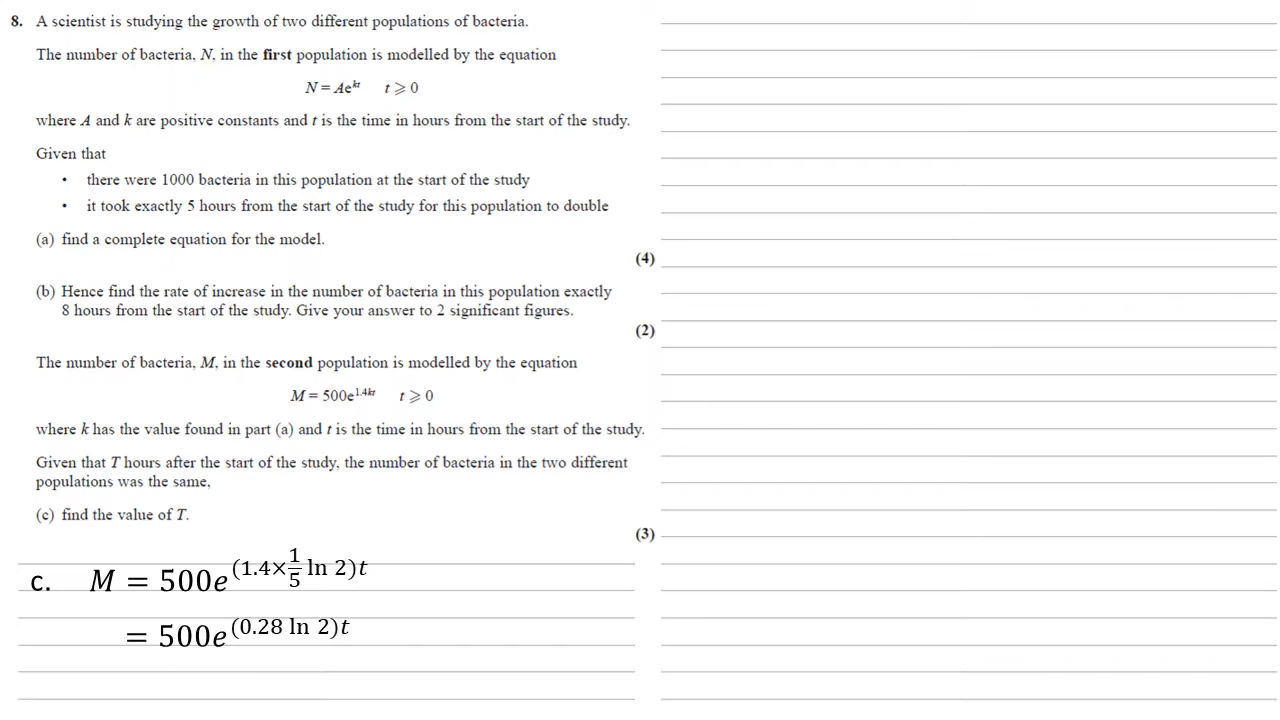 8. A scientist is studying the growth of two different populations of bacteria.
The number of bacteria, N, in the first population is modelled by the equation
N = Ae^{kt} t ⩾ 0
where A and k are positive constants and t is the time in hours from the start of the study.
Given that
• there were 1000 bacteria in this population at the start of the study
• it took exactly 5 hours from the start of the study for this population to double
(a) find a complete equation for the model.
(4)
(b) Hence find the rate of increase in the number of bacteria in this population exactly
8 hours from the start of the study. Give your answer to 2 significant figures.
(2)
The number of bacteria, M, in the second population is modelled by the equation
M = 500e^{1.4kt} t ⩾ 0
where k has the value found in part (a) and t is the time in hours from the start of the study.
Given that T hours after the start of the study, the number of bacteria in the two different
populations was the same,
(c) find the value of T.
(3)
c. M = 500e^{(1.4×\frac{1}{5} ln 2)t}
= 500e^{(0.28 ln 2)t}